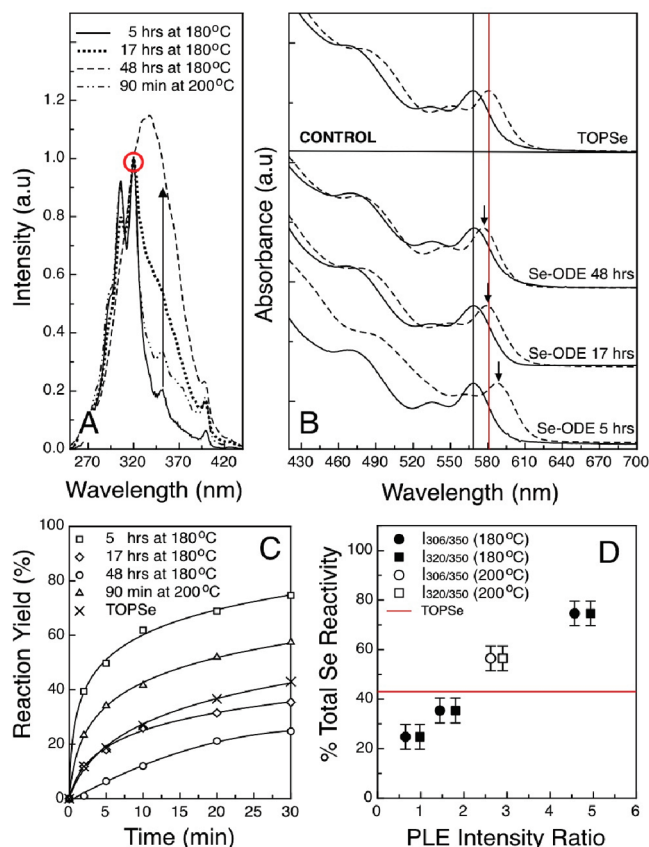 5 hrs at 180°C
17 hrs at 180°C
48 hrs at 180°C
90 min at 200°C
1.2
1.0
0.8
0.6
0.4
0.2
0.0
Intensity (a.u)
A
270 320 370 420
Wavelength (nm)
CONTROL
TOPSe
Se-ODE 48 hrs
Se-ODE 17 hrs
Se-ODE 5 hrs
Absorbance (a.u)
B
430 460 490 520 550 580 610 640 670 700
Wavelength (nm)
100
80
60
40
20
0
Reaction Yield (%)
5 hrs at 180°C
17 hrs at 180°C
48 hrs at 180°C
90 min at 200°C
TOPSe
C
0 5 10 15 20 25 30
Time (min)
D
I306/350 (180°C)
I320/350 (180°C)
I306/350 (200°C)
I320/350 (200°C)
TOPSe
100
80
60
40
20
0
% Total Se Reactivity
0 1 2 3 4 5 6
PLE Intensity Ratio